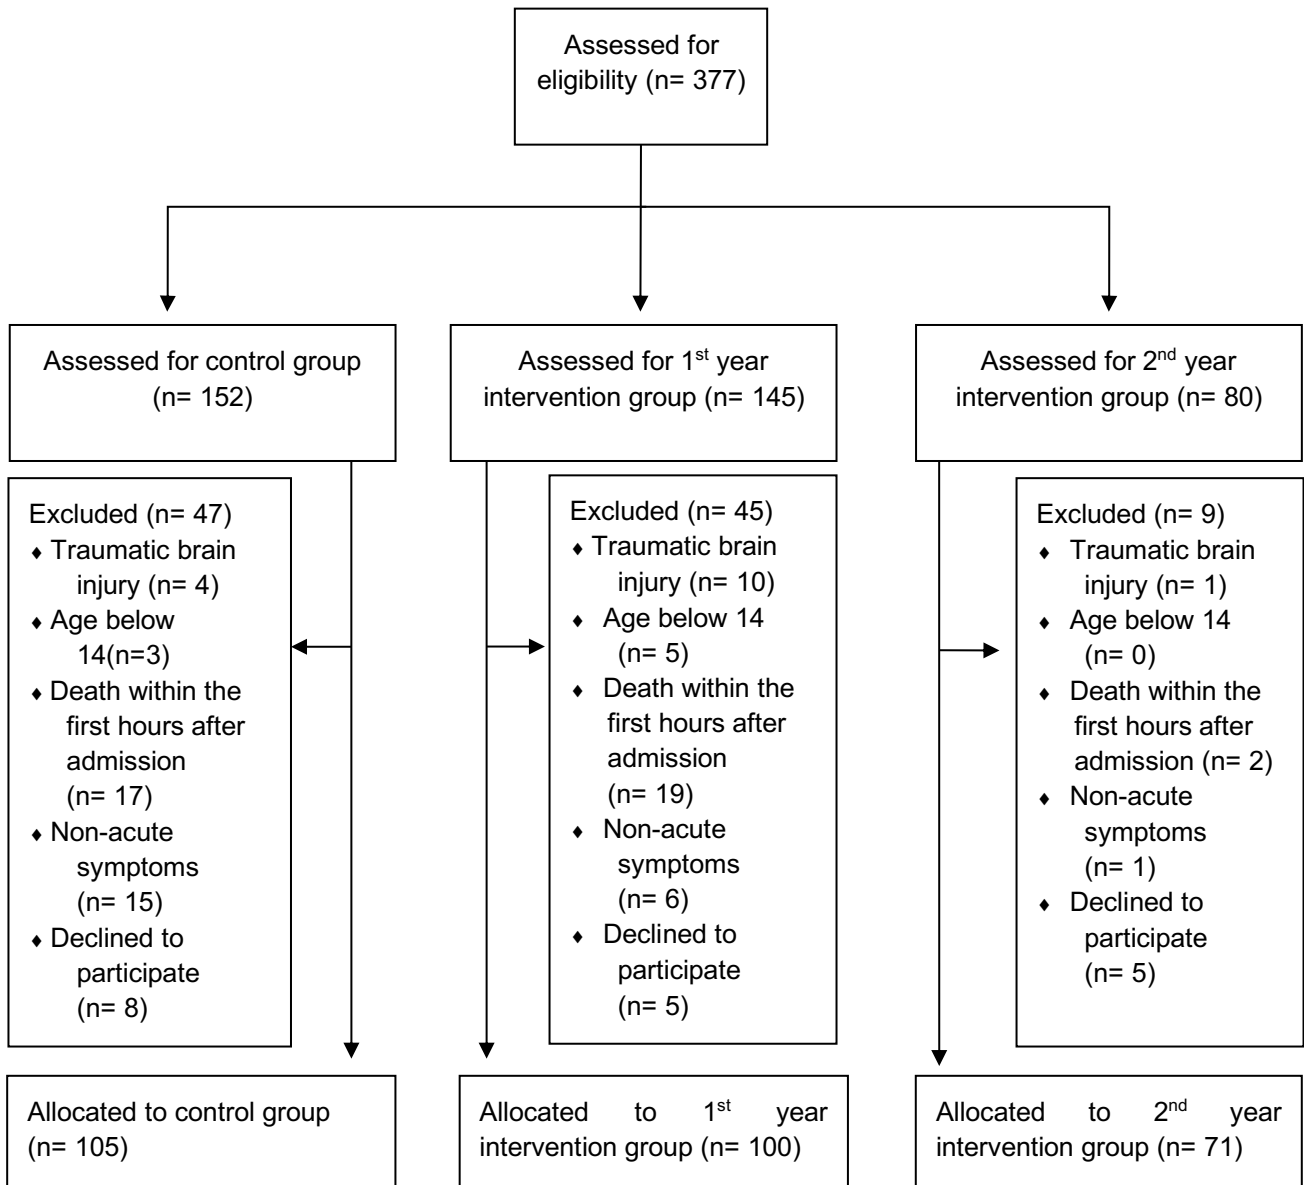 Assessed for
eligibility (n= 377)
Assessed for control group
(n= 152)
Assessed for 1st year
intervention group (n= 145)
Assessed for 2nd year
intervention group (n= 80)
Excluded (n= 47)
♦ Traumatic brain
injury (n= 4)
♦ Age below
14(n=3)
♦ Death within the
first hours after
admission
(n= 17)
♦ Non-acute
symptoms
(n= 15)
♦ Declined to
participate
(n= 8)
Excluded (n= 45)
♦ Traumatic brain
injury (n= 10)
♦ Age below 14
(n= 5)
♦ Death within the
first hours after
admission
(n= 19)
♦ Non-acute
symptoms
(n= 6)
♦ Declined to
participate
(n= 5)
Excluded (n= 9)
♦ Traumatic brain
injury (n= 1)
♦ Age below 14
(n= 0)
♦ Death within the
first hours after
admission (n= 2)
♦ Non-acute
symptoms
(n= 1)
♦ Declined to
participate
(n= 5)
Allocated to control group
(n= 105)
Allocated to 1st year
intervention group (n= 100)
Allocated to 2nd year
intervention group (n= 71)